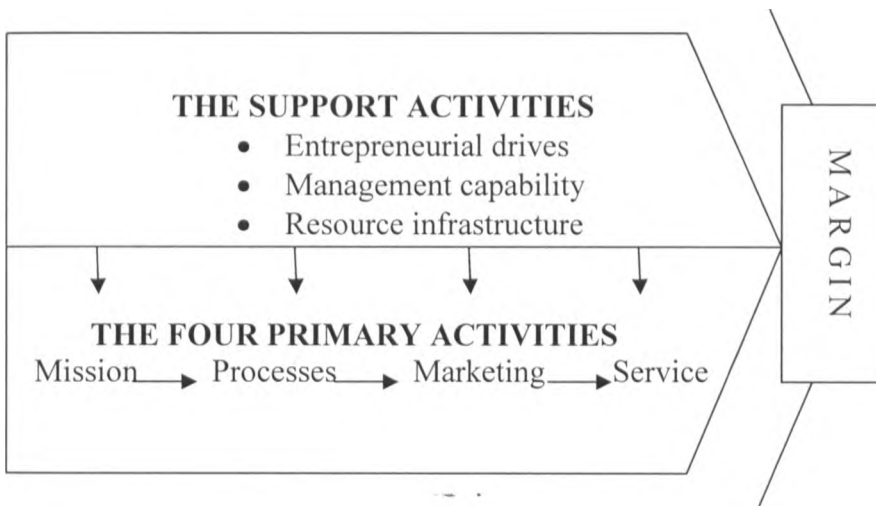 THE SUPPORT ACTIVITIES
• Entrepreneurial drives
• Management capability
• Resource infrastructure
THE FOUR PRIMARY ACTIVITIES
Mission Processes Marketing Service
MARGIN